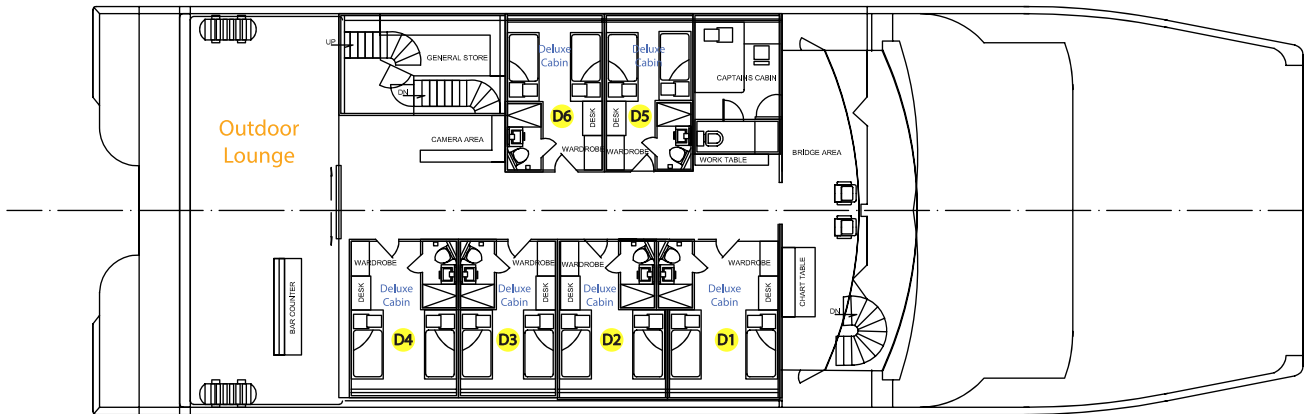 UP
GENERAL STORE
DN
CAMERA AREA
Outdoor
Lounge
Deluxe
Cabin
D6
DESK
WARDROBE
Deluxe
Cabin
D5
DESK
WARDROBE
CAPTAINS CABIN
WORK TABLE
BRIDGE AREA
BAR COUNTER
WARDROBE
DESK
Deluxe
Cabin
D4
WARDROBE
DESK
Deluxe
Cabin
D3
WARDROBE
DESK
Deluxe
Cabin
D2
WARDROBE
DESK
Deluxe
Cabin
D1
CHART TABLE
DN